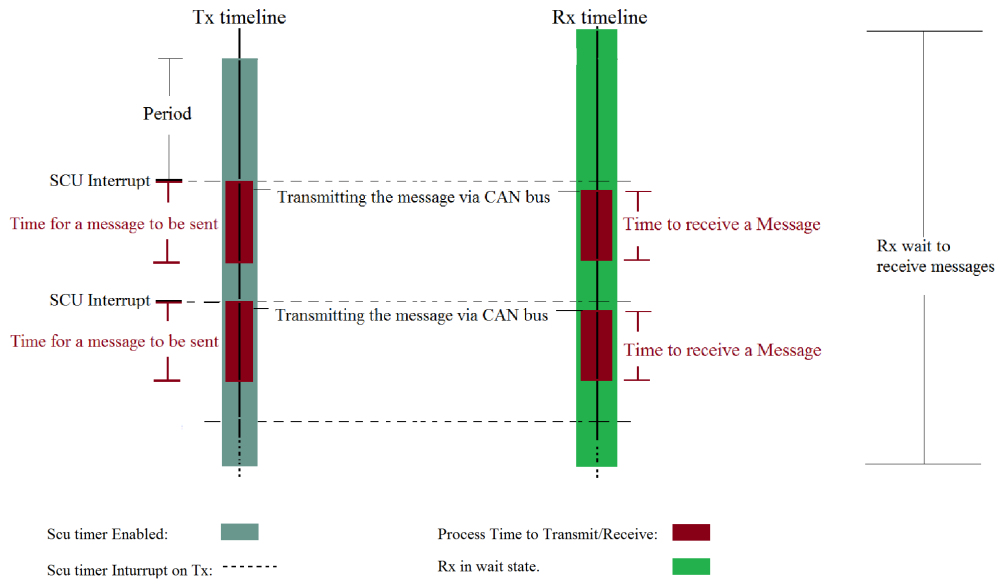 Tx timeline
Rx timeline
Period
SCU Interrupt
Transmitting the message via CAN bus
Time for a message to be sent
Time to receive a Message
Rx wait to
receive messages
SCU Interrupt
Transmitting the message via CAN bus
Time for a message to be sent
Time to receive a Message
Scu timer Enabled:
Process Time to Transmit/Receive:
Scu timer Inturrupt on Tx:
Rx in wait state.